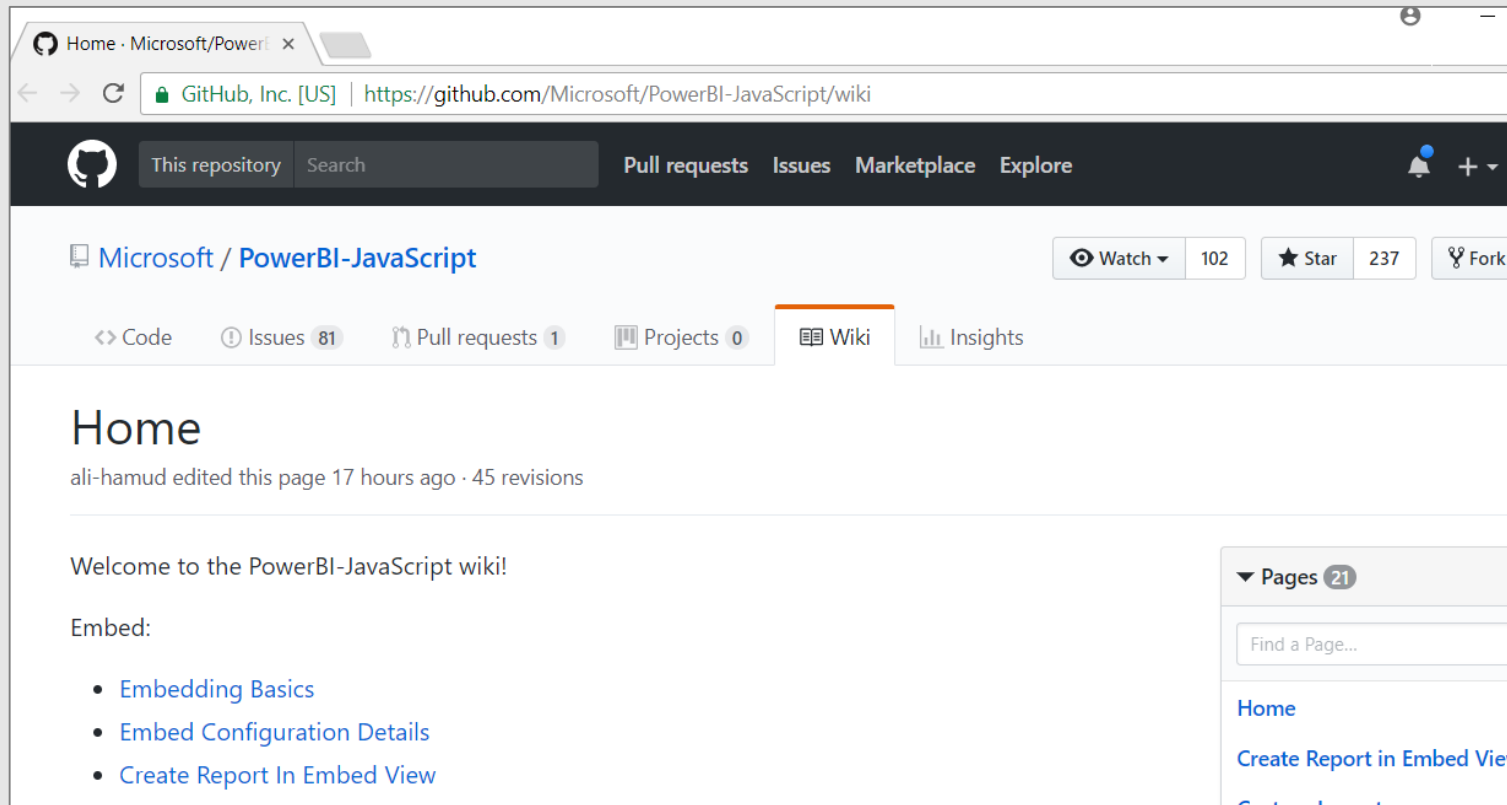 Home · Microsoft/Power
GitHub, Inc. [US] | https://github.com/Microsoft/PowerBI-JavaScript/wiki
This repository Search Pull requests Issues Marketplace Explore
Microsoft / PowerBI-JavaScript Watch 102 Star 237 Fork
Code Issues 81 Pull requests 1 Projects 0 Wiki Insights
Home
ali-hamud edited this page 17 hours ago · 45 revisions
Welcome to the PowerBI-JavaScript wiki!
Embed:
• Embedding Basics
• Embed Configuration Details
• Create Report In Embed View
Pages 21
Find a Page...
Home
Create Report in Embed Vie